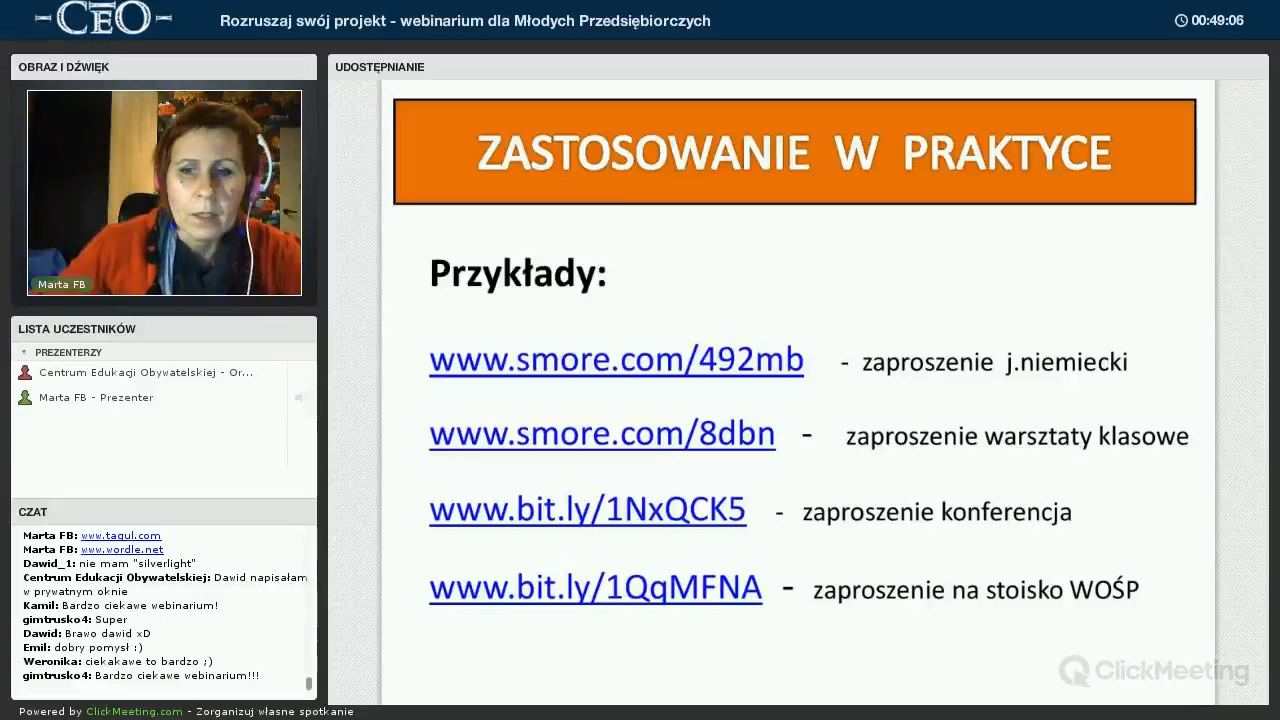 CEO
Rozruszaj swój projekt - webinarium dla Młodych Przedsiębiorczych
00:49:06
OBRAZ I DŹWIĘK
Marta FB
LISTA UCZESTNIKÓW
PREZENTERZY
Centrum Edukacji Obywatelskiej - Or...
Marta FB - Prezenter
CZAT
Marta FB: www.tagul.com
Marta FB: www.wordle.net
Dawid_1: nie mam "silverlight"
Centrum Edukacji Obywatelskiej: Dawid napisałam
w prywatnym oknie
Kamil: Bardzo ciekawe webinarium!
gimtrusko4: Super
Dawid: Brawo dawid xD
Emil: dobry pomysł :)
Weronika: ciekakawe to bardzo ;)
gimtrusko4: Bardzo ciekawe webinarium!!!
UDOSTĘPNIANIE
ZASTOSOWANIE W PRAKTYCE
Przykłady:
www.smore.com/492mb - zaproszenie j.niemiecki
www.smore.com/8dbn - zaproszenie warsztaty klasowe
www.bit.ly/1NxQCK5 - zaproszenie konferencja
www.bit.ly/1QqMFNA - zaproszenie na stoisko WOŚP
ClickMeeting
Powered by ClickMeeting.com - Zorganizuj własne spotkanie